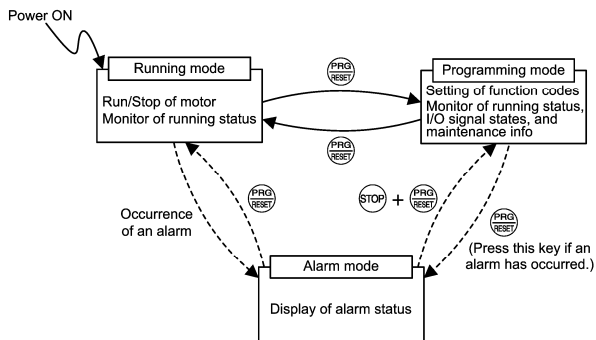 Power ON
Running mode
Run/Stop of motor
Monitor of running status
PRG
RESET
PRG
RESET
Programming mode
Setting of function codes
Monitor of running status,
I/O signal states, and
maintenance info
Occurrence
of an alarm
PRG
RESET
STOP + PRG
RESET
PRG
RESET
(Press this key if an
alarm has occurred.)
Alarm mode
Display of alarm status